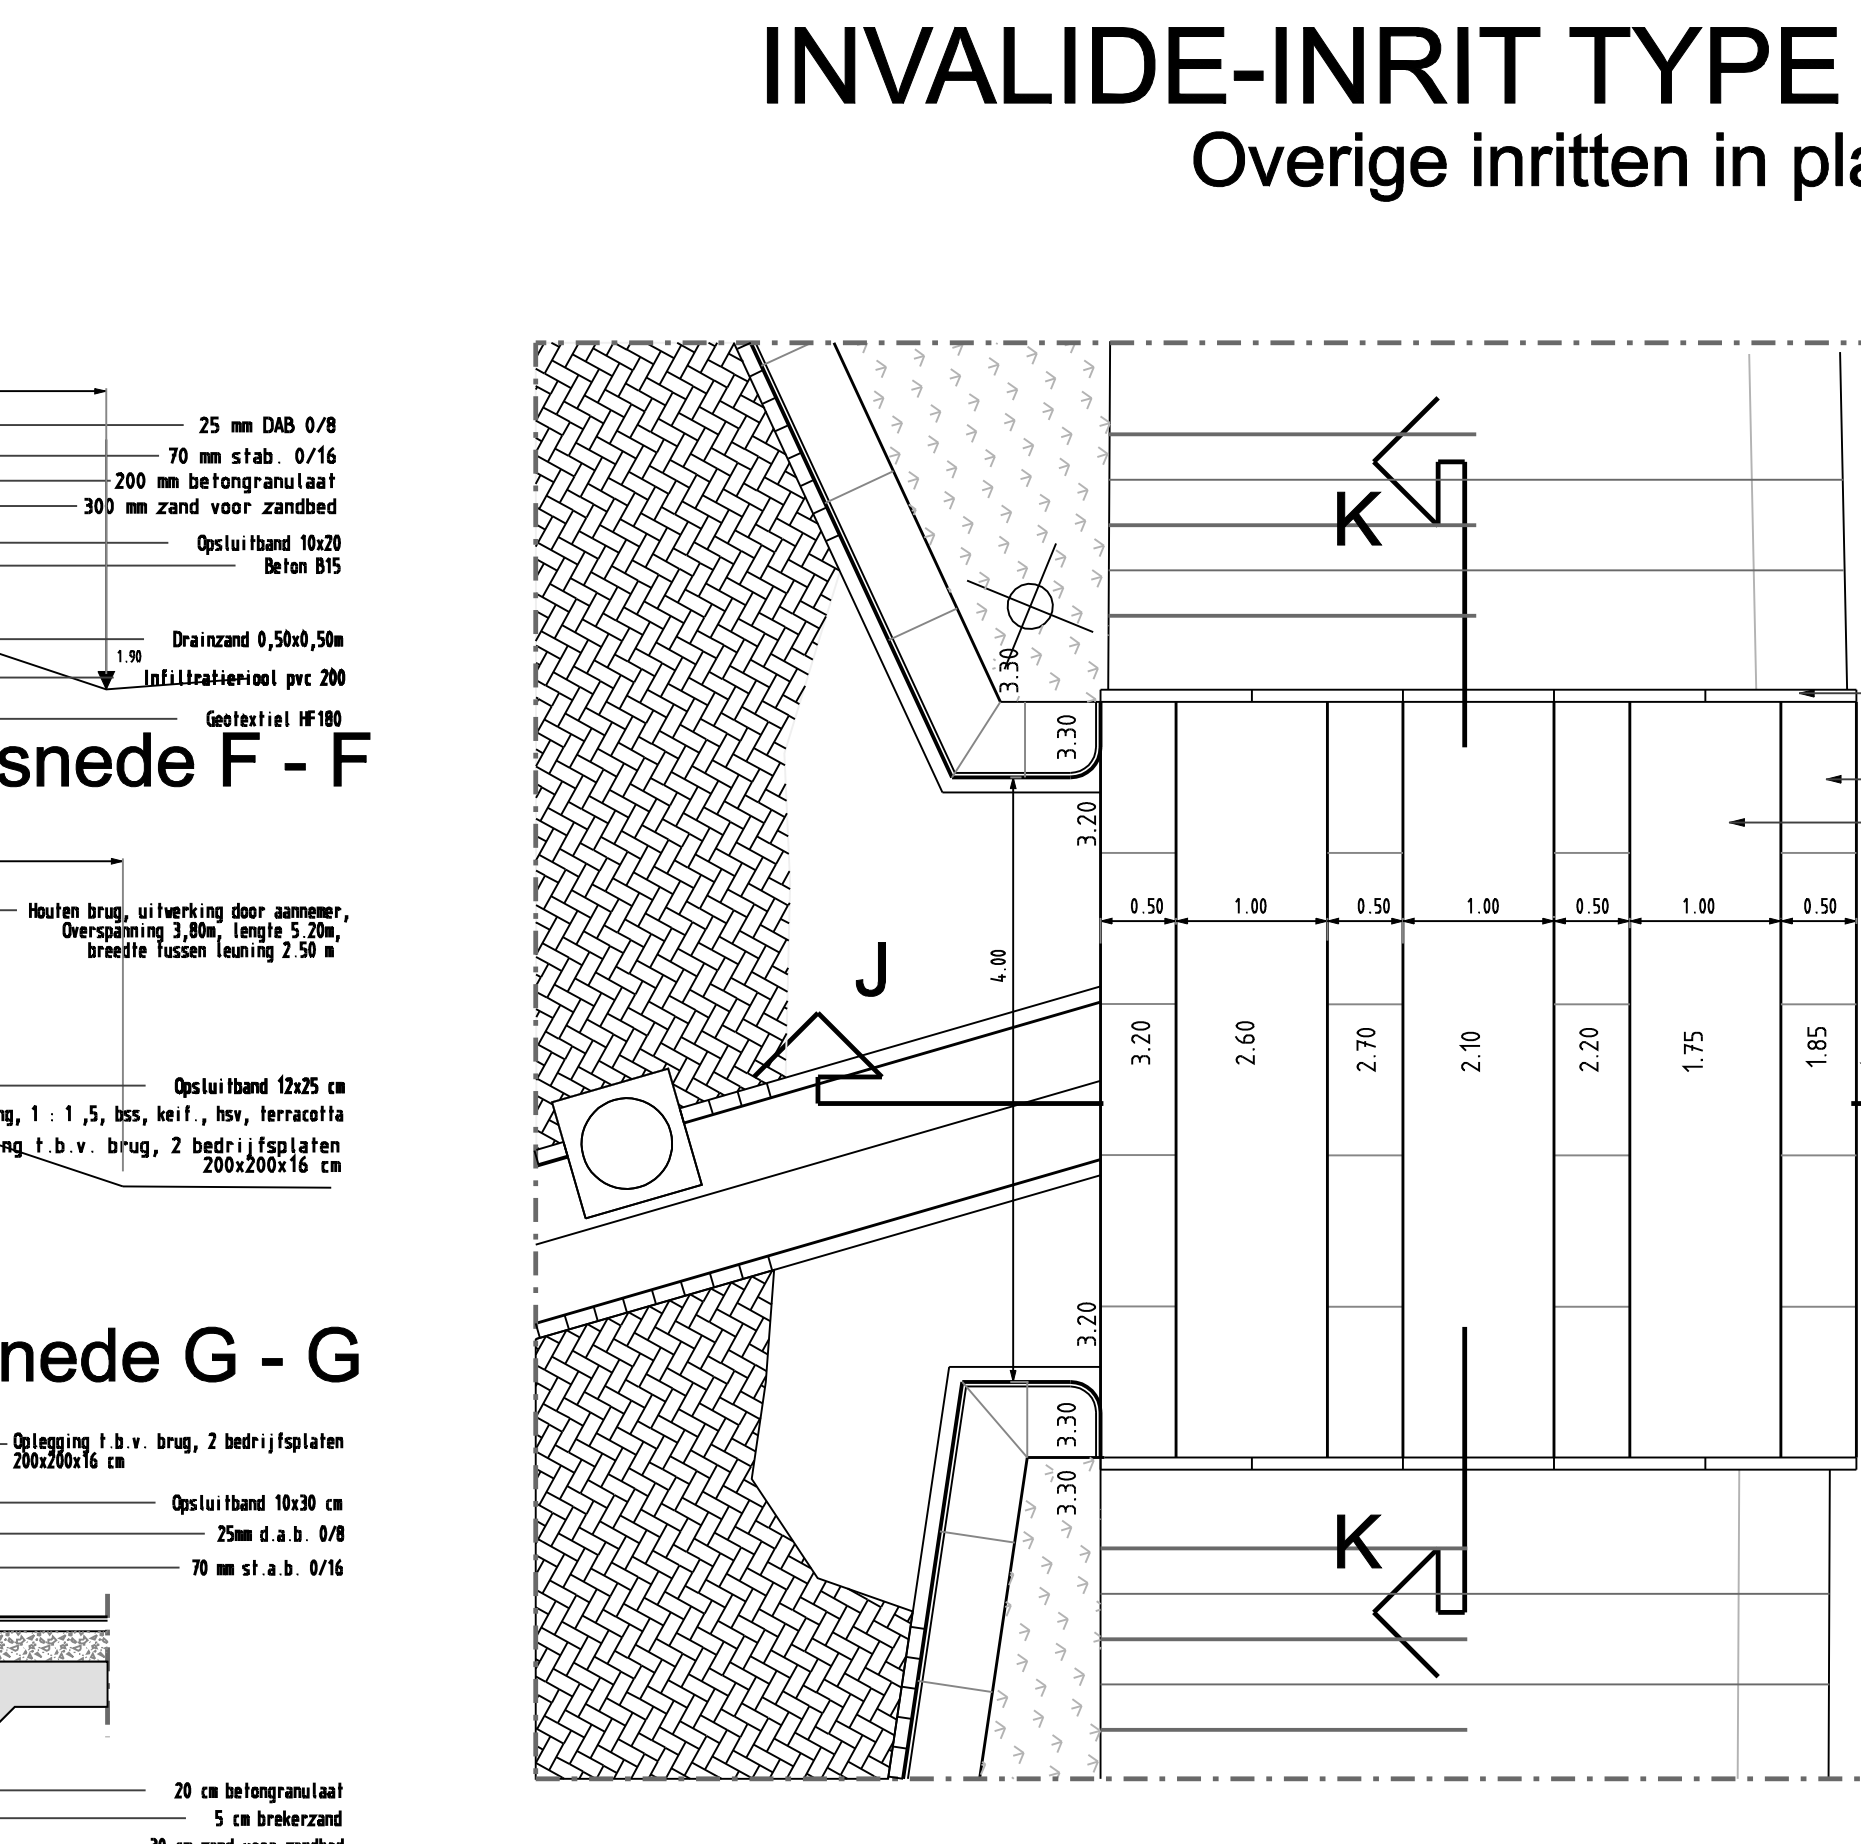 INVALIDE-INRIT TYPE
Overige inritten in pla
25 mm DAB 0/8
70 mm stab. 0/16
200 mm betongranulaat
300 mm zand voor zandbed
Opsluitband 10x20
Beton B15
Drainzand 0,50x0,50m
1.90
Infiltratieriool pvc 200
Geotextiel HF180
snede F - F
Houten brug, uitwerking door aannemer,
Overspanning 3,80m, lengte 5.20m,
breedte tussen leuning 2.50 m
Opsluitband 12x25 cm
ng, 1 : 1 ,5, bss, keif., hsv, terracotta
ng t.b.v. brug, 2 bedrijfsplaten
200x200x16 cm
nede G - G
Oplegging t.b.v. brug, 2 bedrijfsplaten
200x200x16 cm
Opsluitband 10x30 cm
25mm d.a.b. 0/8
70 mm st.a.b. 0/16
20 cm betongranulaat
5 cm brekerzand
30 cm zand voor zandbed
K
3.30
3.30
3.20
0.50 1.00 0.50 1.00 0.50 1.00 0.50
J
4.00
3.20 2.60 2.70 2.10 2.20 1.75 1.85
3.20
3.30
3.30
K